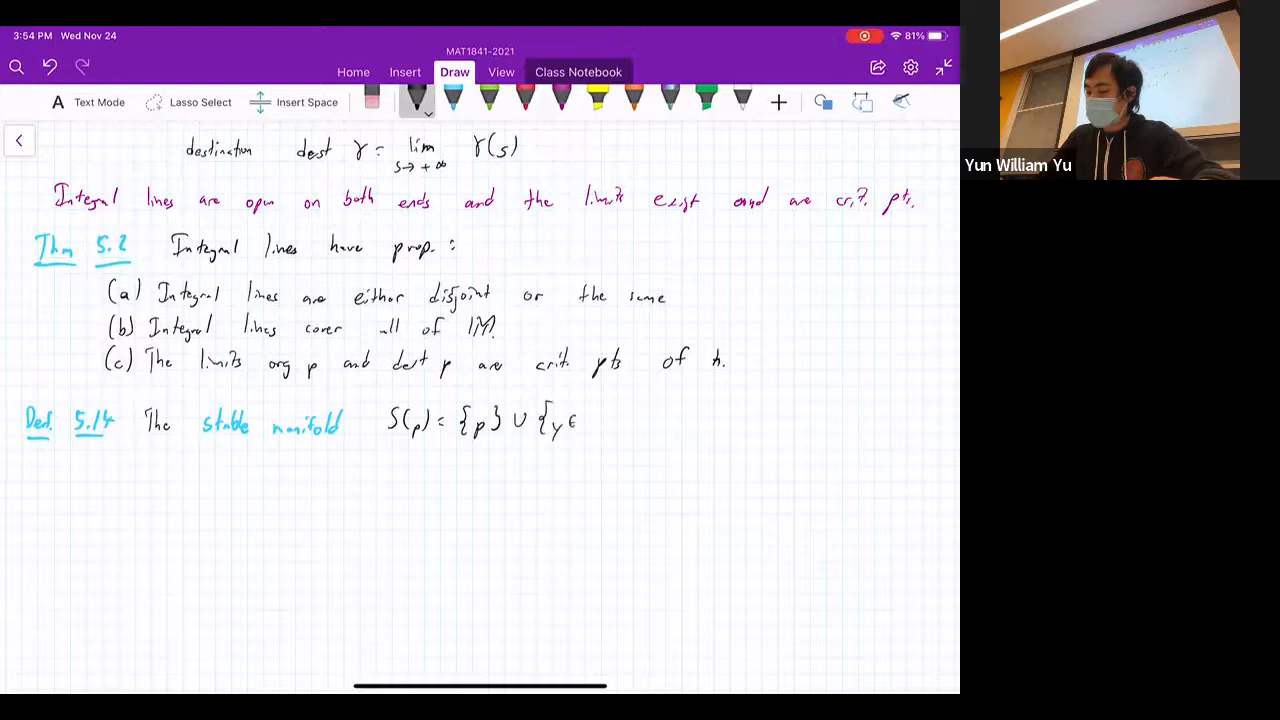 3:54 PM Wed Nov 24
81%
MAT1841-2021
Home Insert Draw View Class Notebook
A Text Mode Lasso Select Insert Space
destination dest γ = lim γ(s)
s→+∞
Integral lines are open on both ends and the limits exist and are crit. pts.
Thm 5.2 Integral lines have prop. :
(a) Integral lines are either disjoint or the same
(b) Integral lines cover all of |M|.
(c) The limits org p and dest p are crit. pts of h.
Def. 5.14 The stable manifold S(p) = {p} ∪ {y ∈
Yun William Yu